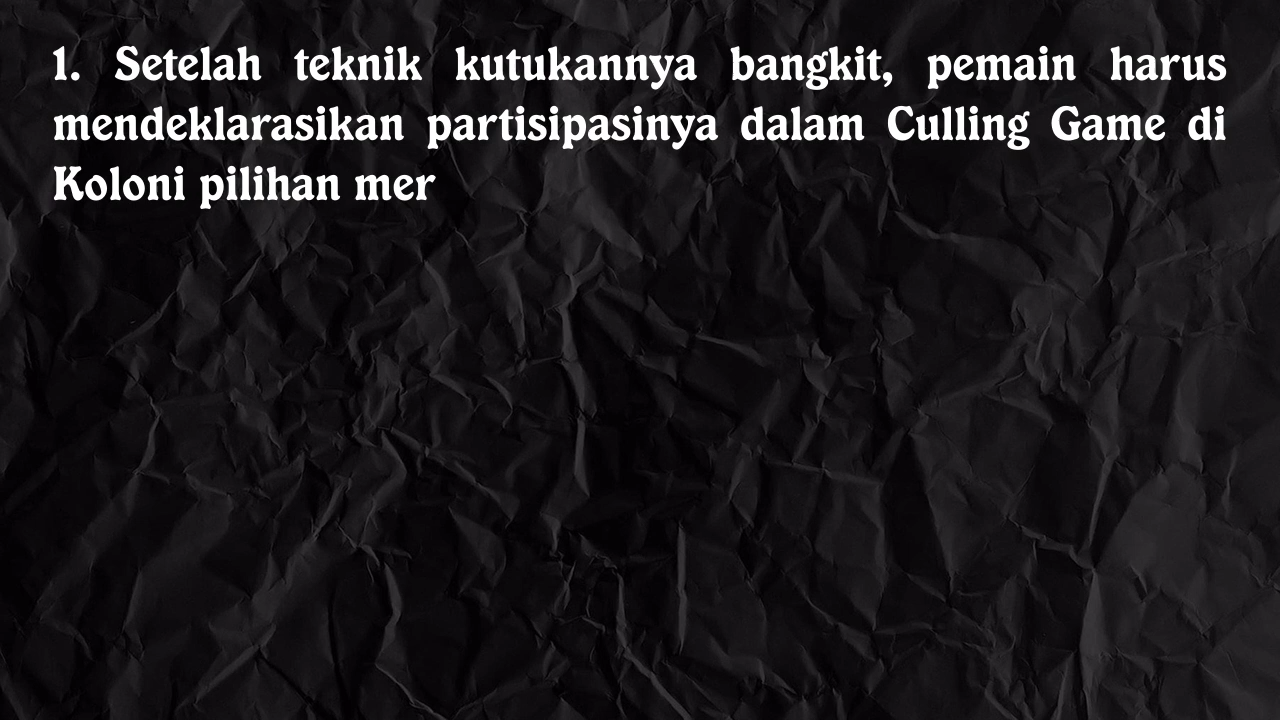 1. Setelah teknik kutukannya bangkit, pemain harus
mendeklarasikan partisipasinya dalam Culling Game di
Koloni pilihan mer